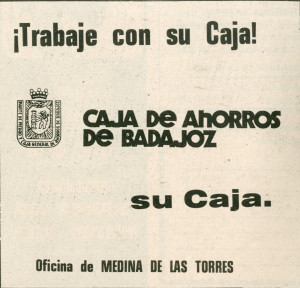 ¡Trabaje con su Caja!
CAJA DE AHORROS
DE BADAJOZ
su Caja.
Oficina de MEDINA DE LAS TORRES